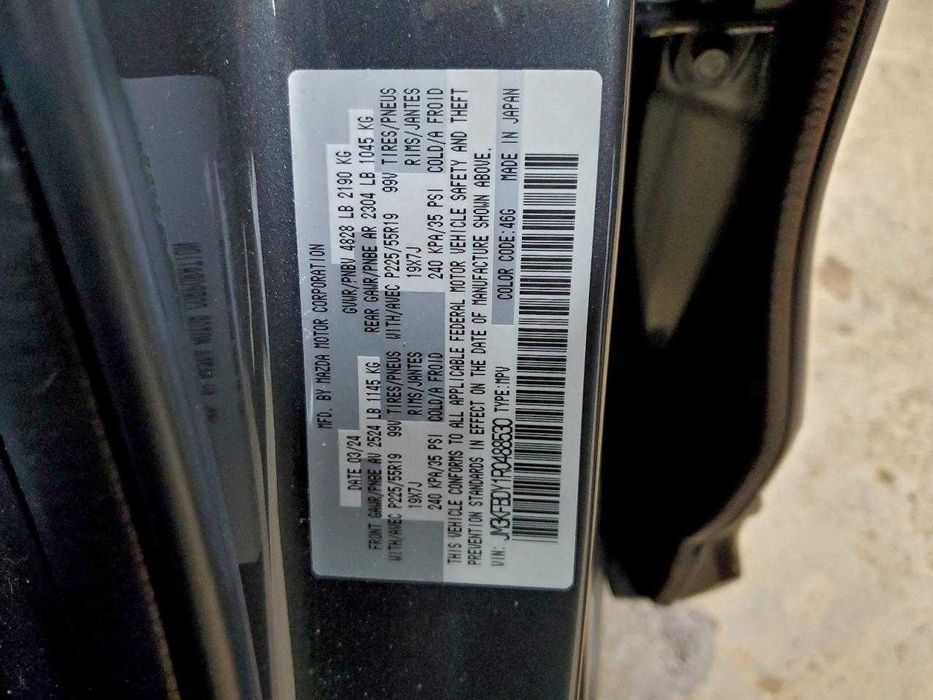 MFD. BY MAZDA MOTOR CORPORATION
DATE 03/24 GVWR/PNBV 4828 LB 2190 KG
FRONT GAWR/PNBE AV 2524 LB 1145 KG REAR GAWR/PNBE AR 2304 LB 1045 KG
WITH/AVEC P225/55R19 99V TIRES/PNEUS WITH/AVEC P225/55R19 99V TIRES/PNEUS
19X7J RIMS/JANTES 19X7J RIMS/JANTES
240 KPA/35 PSI COLD/A FROID 240 KPA/35 PSI COLD/A FROID
THIS VEHICLE CONFORMS TO ALL APPLICABLE FEDERAL MOTOR VEHICLE SAFETY AND THEFT
PREVENTION STANDARDS IN EFFECT ON THE DATE OF MANUFACTURE SHOWN ABOVE.
VIN: JM3KFBDY1R0488530 TYPE:MPV COLOR CODE:46G MADE IN JAPAN